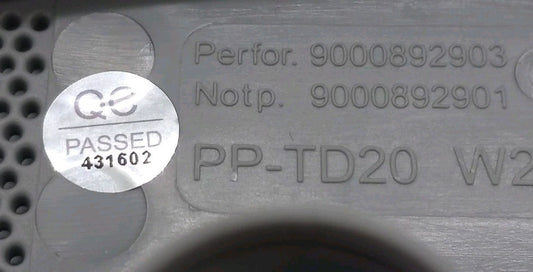 QC
PASSED
431602
Perfor. 9000892903
Notp. 9000892901
PP-TD20 W2